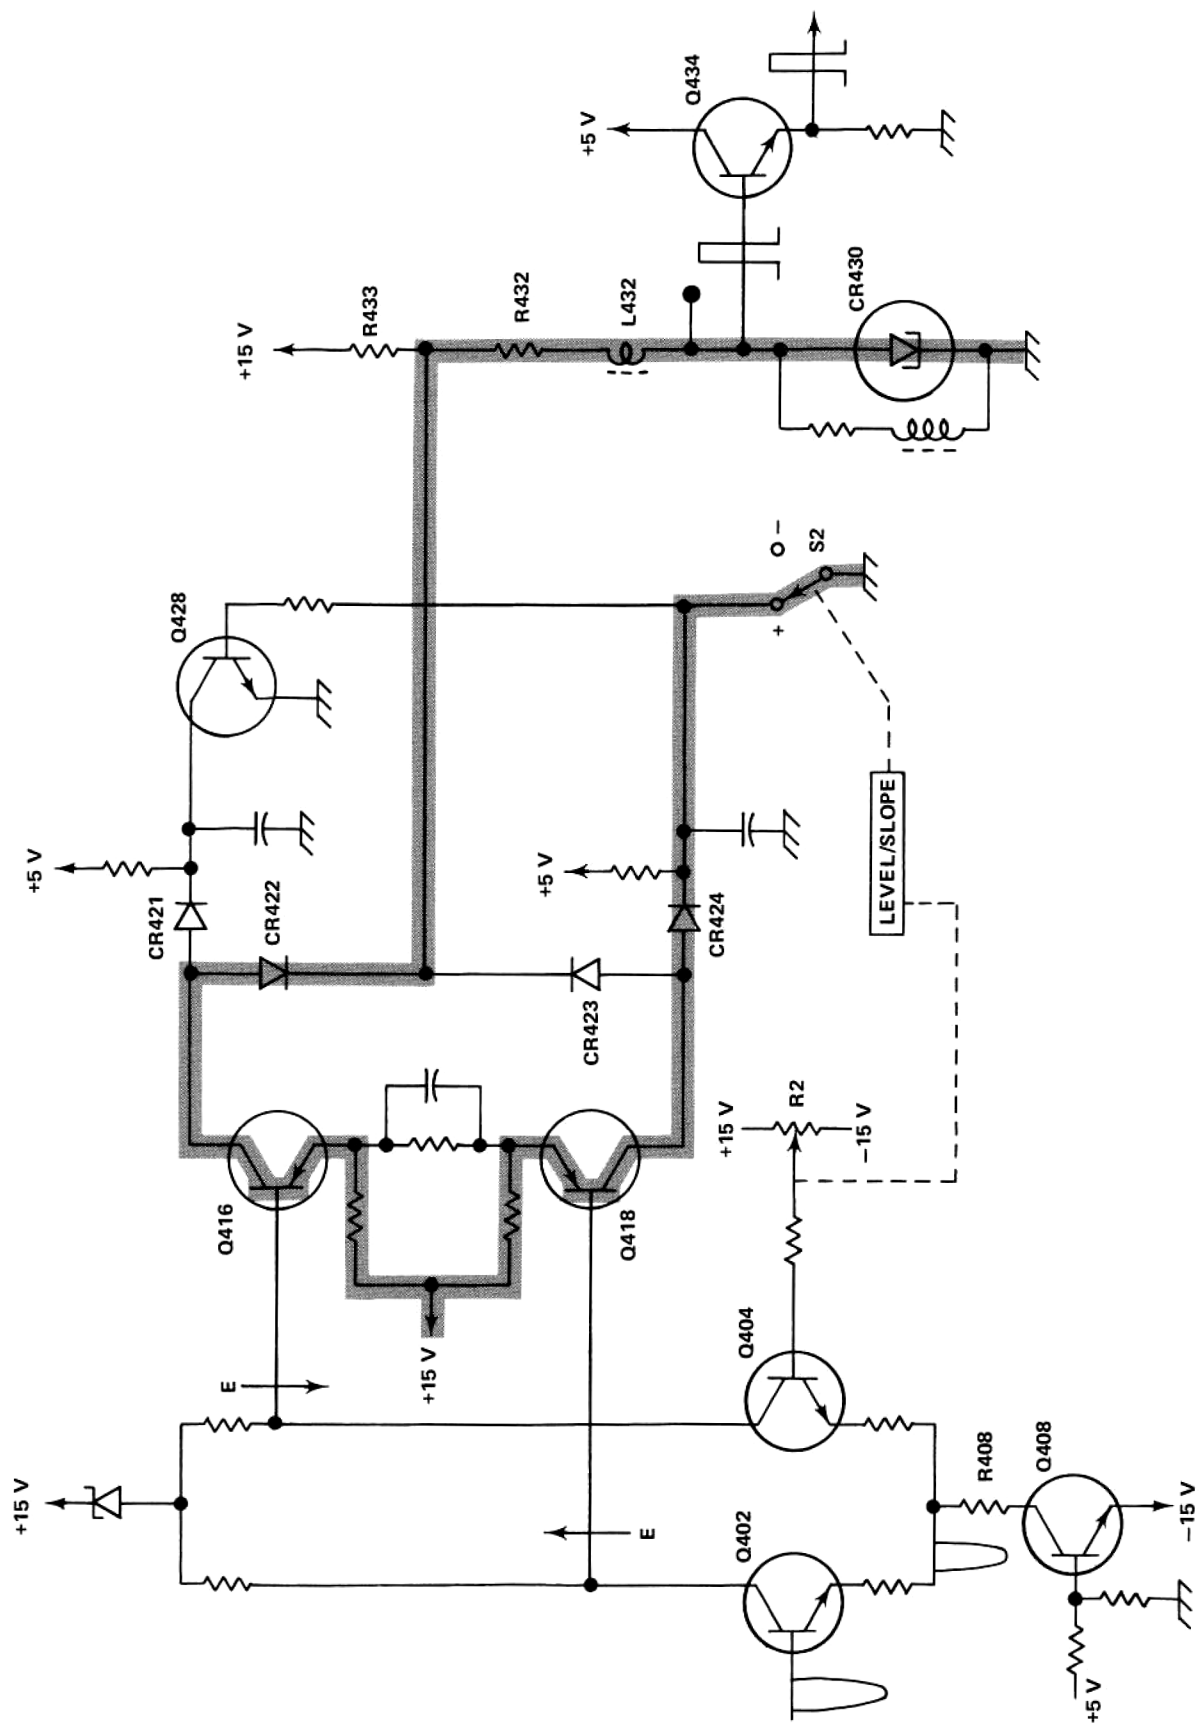 +5 V
Q434
+15 V
R433
R432
L432
CR430
Q428
+
−
S2
+5 V
CR421
CR422
+5 V
CR423
CR424
LEVEL/SLOPE
Q416
Q418
+15 V
+15 V
R2
−15 V
E
+15 V
E
Q404
Q402
R408
Q408
−15 V
+5 V